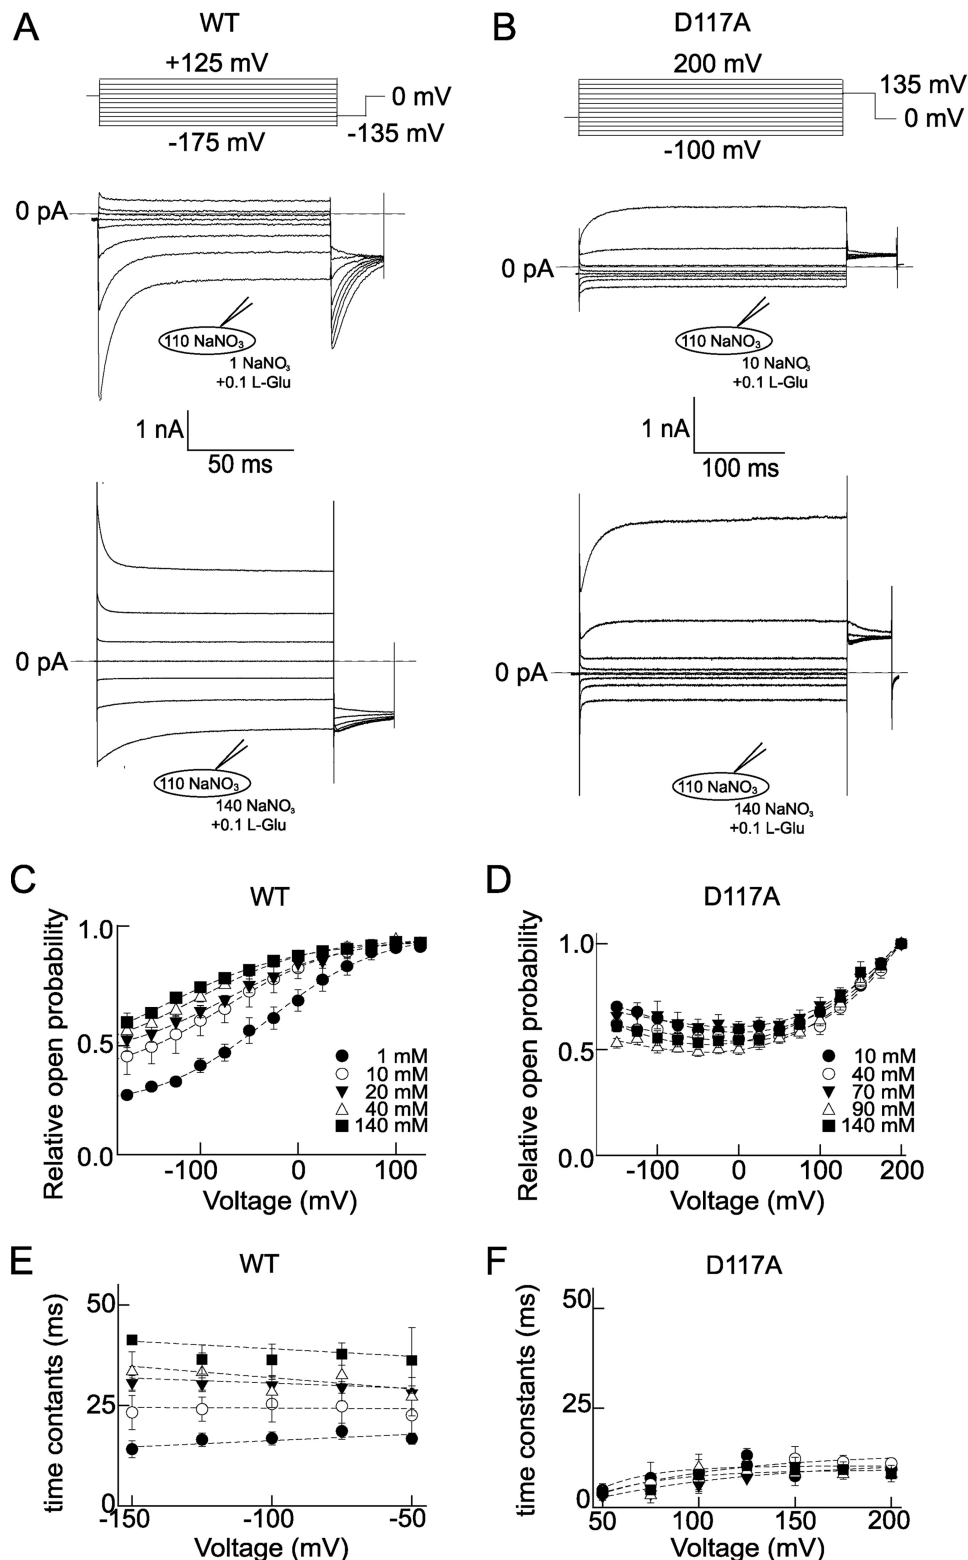 A
WT
+125 mV
0 mV
-135 mV
-175 mV
0 pA
110 NaNO₃
1 NaNO₃
+0.1 L-Glu
1 nA
50 ms
0 pA
110 NaNO₃
140 NaNO₃
+0.1 L-Glu
B
D117A
200 mV
135 mV
0 mV
-100 mV
0 pA
110 NaNO₃
10 NaNO₃
+0.1 L-Glu
1 nA
100 ms
0 pA
110 NaNO₃
140 NaNO₃
+0.1 L-Glu
C
WT
Relative open probability
1.0
0.5
0.0
1 mM
10 mM
20 mM
40 mM
140 mM
-100
0
100
Voltage (mV)
D
D117A
Relative open probability
1.0
0.5
0.0
10 mM
40 mM
70 mM
90 mM
140 mM
-100
0
100
200
Voltage (mV)
E
WT
time contants (ms)
50
25
0
-150
-100
-50
Voltage (mV)
F
D117A
time constants (ms)
50
25
0
50
100
150
200
Voltage (mV)